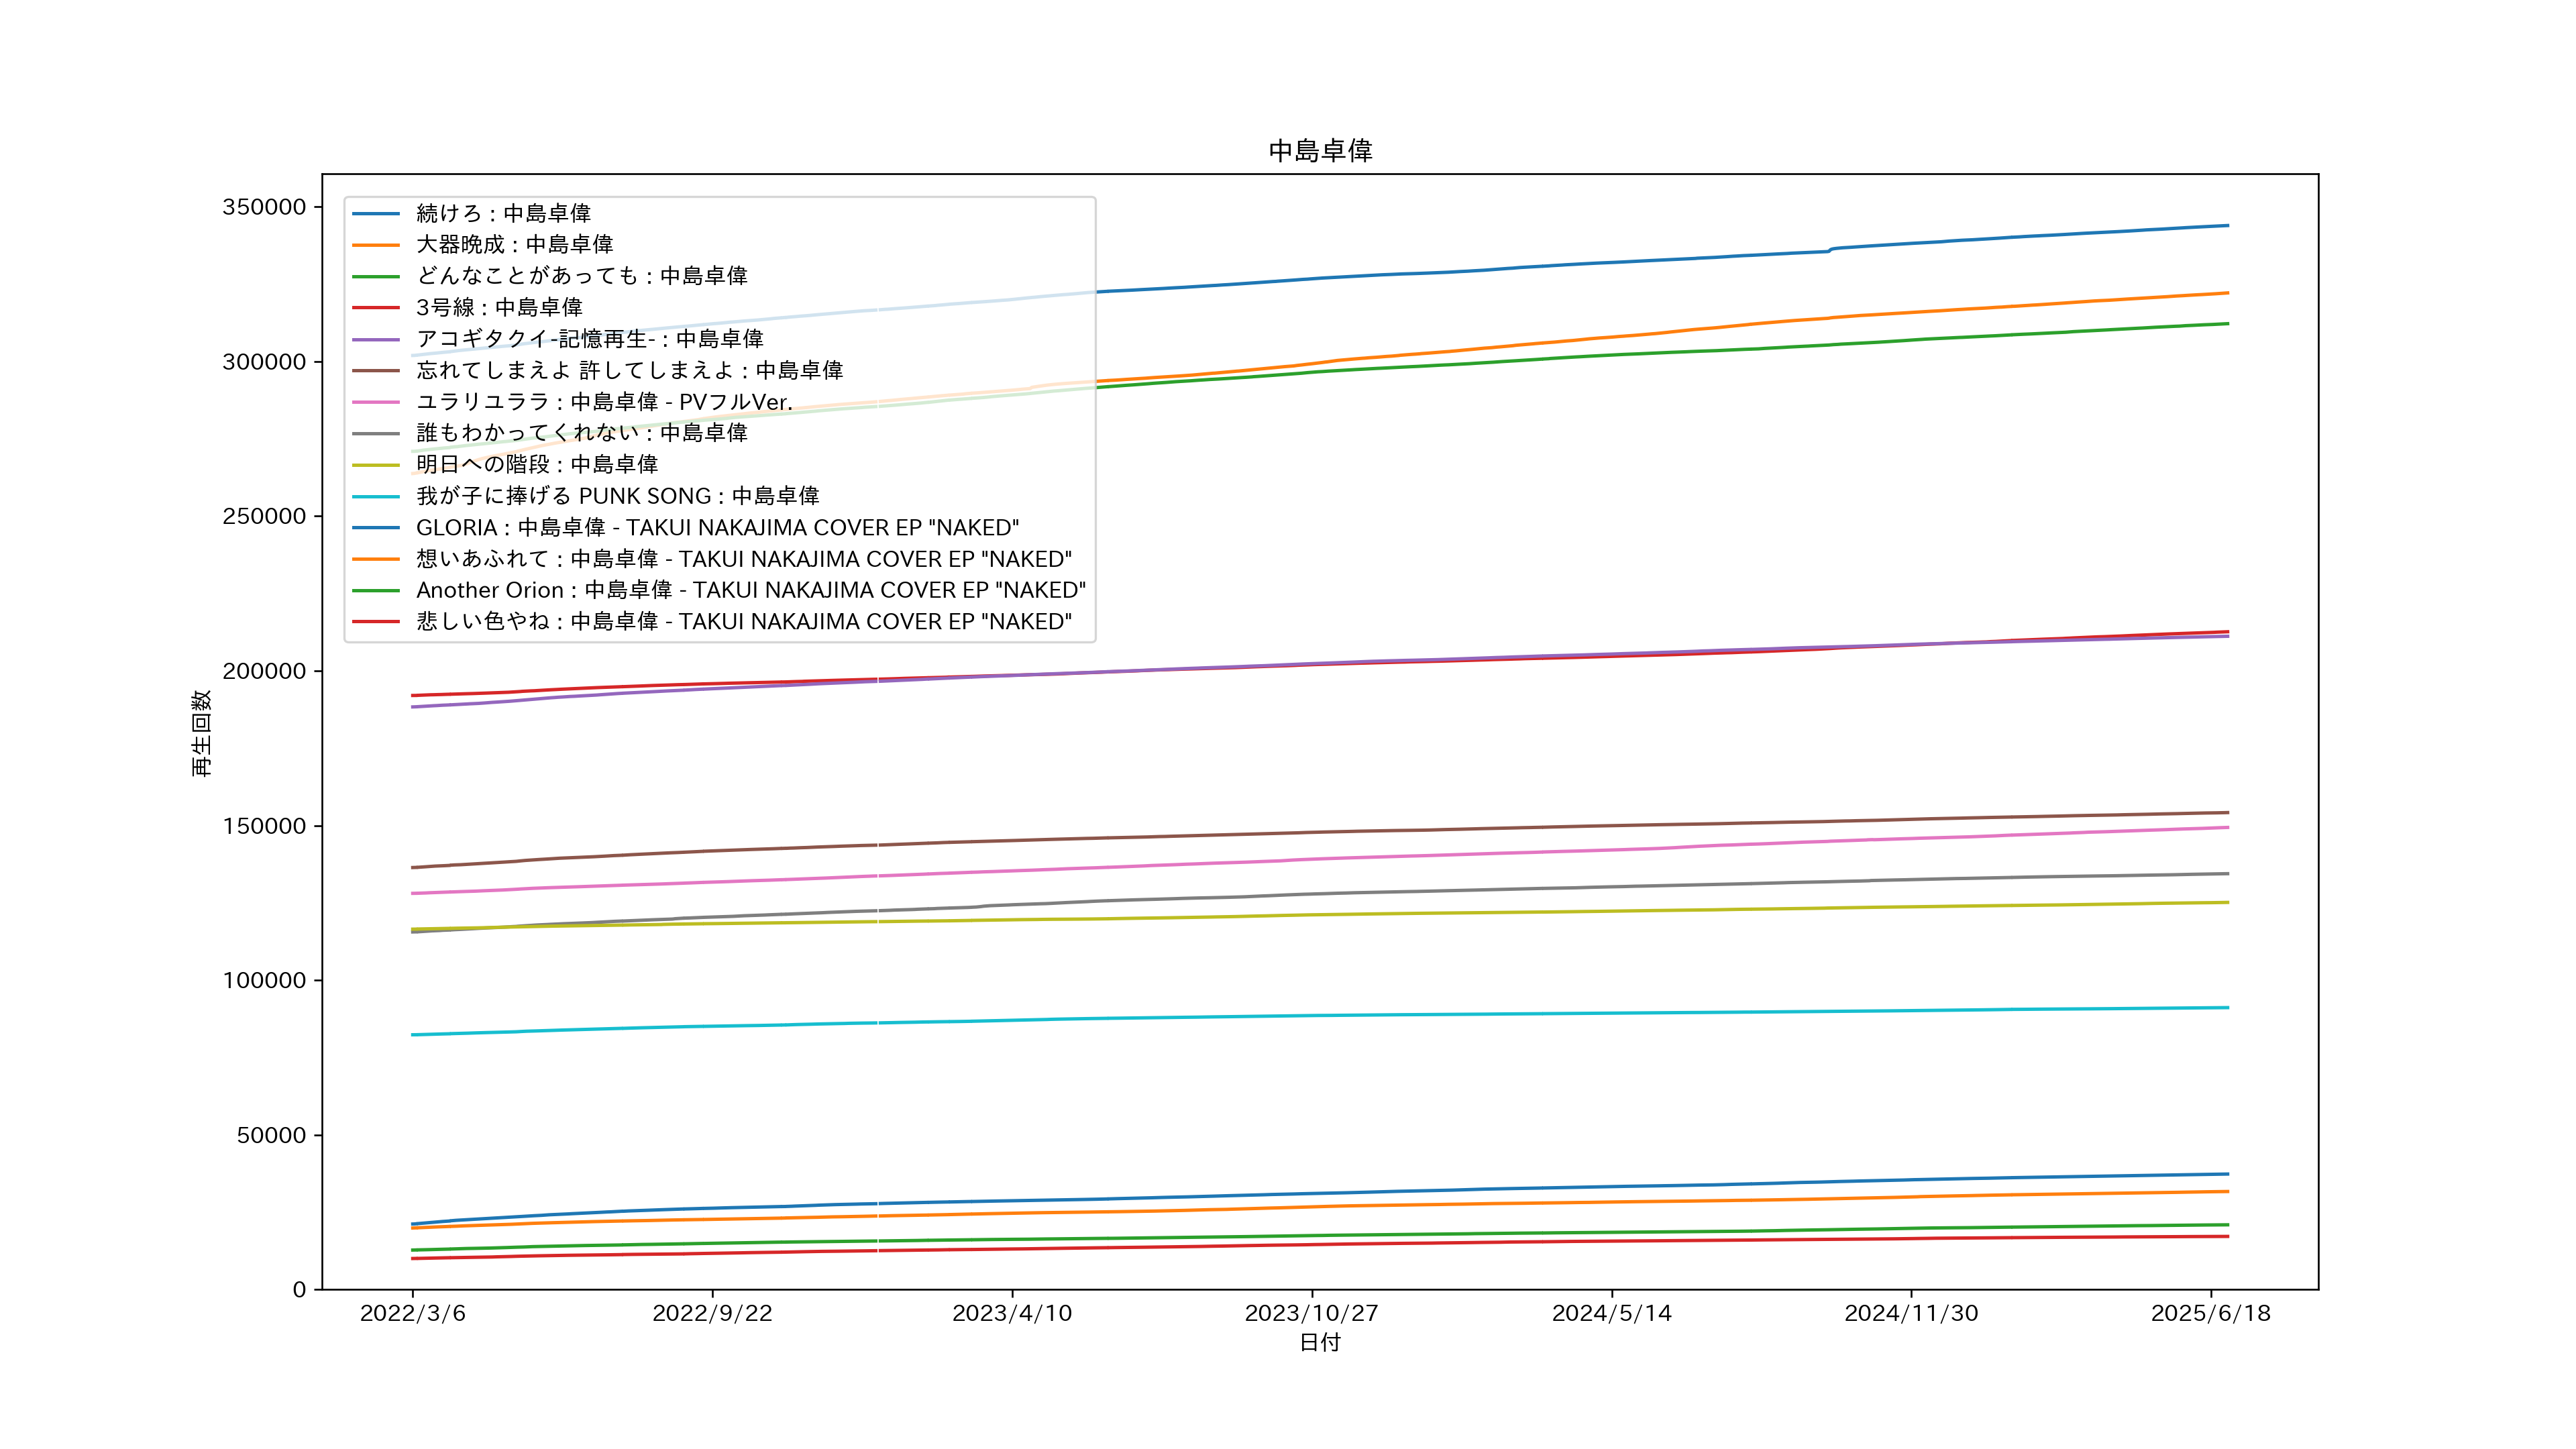 中島卓偉
350000
300000
250000
200000
150000
100000
50000
0
再生回数
続けろ : 中島卓偉
大器晩成 : 中島卓偉
どんなことがあっても : 中島卓偉
3号線 : 中島卓偉
アコギタクイ-記憶再生- : 中島卓偉
忘れてしまえよ 許してしまえよ : 中島卓偉
ユラリユララ : 中島卓偉 - PVフルVer.
誰もわかってくれない : 中島卓偉
明日への階段 : 中島卓偉
我が子に捧げる PUNK SONG : 中島卓偉
GLORIA : 中島卓偉 - TAKUI NAKAJIMA COVER EP "NAKED"
想いあふれて : 中島卓偉 - TAKUI NAKAJIMA COVER EP "NAKED"
Another Orion : 中島卓偉 - TAKUI NAKAJIMA COVER EP "NAKED"
悲しい色やね : 中島卓偉 - TAKUI NAKAJIMA COVER EP "NAKED"
2022/3/6
2022/9/22
2023/4/10
2023/10/27
2024/5/14
2024/11/30
2025/6/18
日付